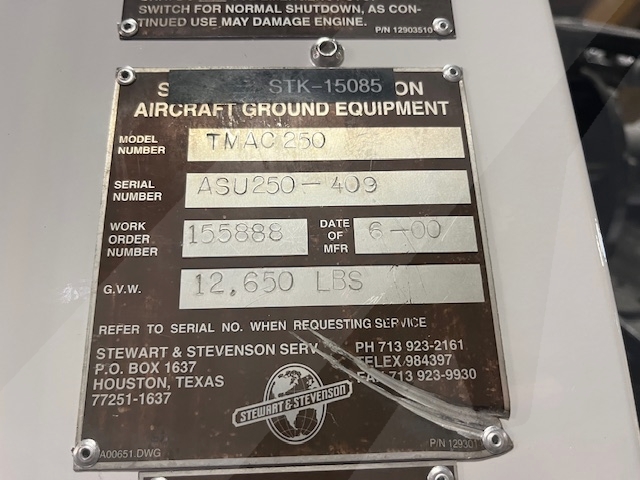 SWITCH FOR NORMAL SHUTDOWN, AS CON-
TINUED USE MAY DAMAGE ENGINE.
P/N 12903510
STK-15085
AIRCRAFT GROUND EQUIPMENT
MODEL NUMBER TMAC 250
SERIAL NUMBER ASU250-409
WORK ORDER NUMBER 155888 DATE OF MFR 6-00
G.V.W. 12,650 LBS
REFER TO SERIAL NO. WHEN REQUESTING SERVICE
STEWART & STEVENSON SERV PH 713 923-2161
P.O. BOX 1637 TELEX 984397
HOUSTON, TEXAS FAX 713 923-9930
77251-1637
STEWART & STEVENSON
A00651.DWG P/N 129301